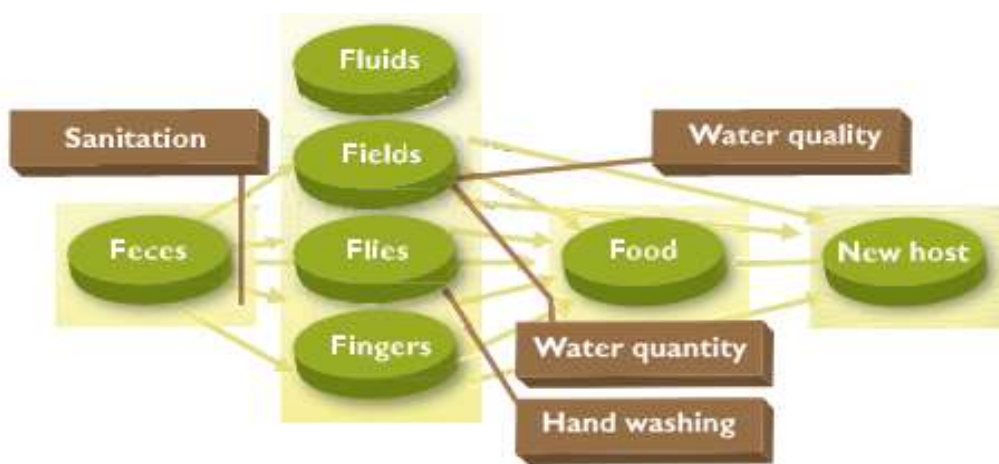 Fluids
Sanitation
Water quality
Fields
Feces
Flies
Food
New host
Fingers
Water quantity
Hand washing